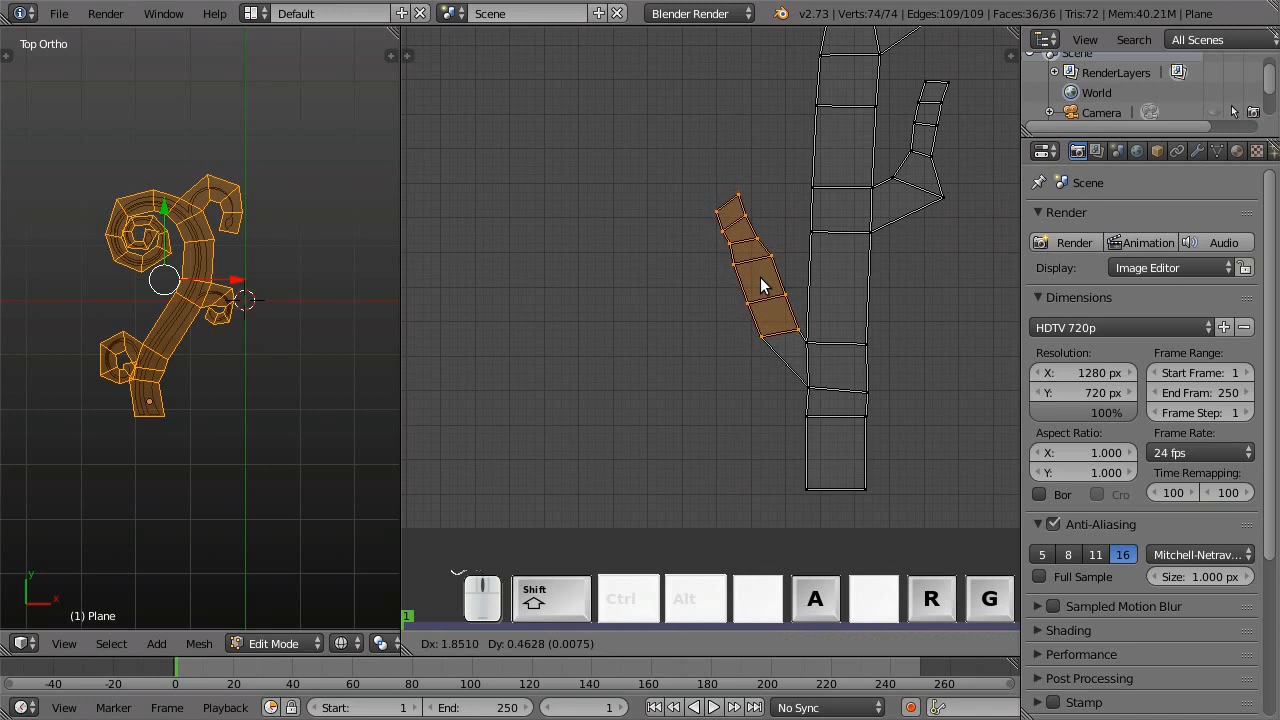 File Render Window Help Default Scene Blender Render v2.73 | Verts:74/74 | Edges:109/109 | Faces:36/36 | Tris:72 | Mem:40.21M | Plane
Top Ortho
View Search All Scenes
Scene
RenderLayers
World
Camera
Scene
Render
Render Animation Audio
Display: Image Editor
Dimensions
HDTV 720p
Resolution: Frame Range:
X: 1280 px Start Frame: 1
Y: 720 px End Fram: 250
100% Frame Step: 1
Aspect Ratio: Frame Rate:
X: 1.000 24 fps
Y: 1.000 Time Remapping:
Bor Cro 100 100
Anti-Aliasing
5 8 11 16 Mitchell-Netrav...
Full Sample Size: 1.000 px
Sampled Motion Blur
Shading
Performance
Post Processing
Stamp
y
x
(1) Plane
Shift Ctrl Alt A R G
1
View Select Add Mesh Edit Mode Dx: 1.8510 Dy: 0.4628 (0.0075)
-40 -20 0 20 40 60 80 100 120 140 160 180 200 220 240 260
View Marker Frame Playback Start: 1 End: 250 1 No Sync